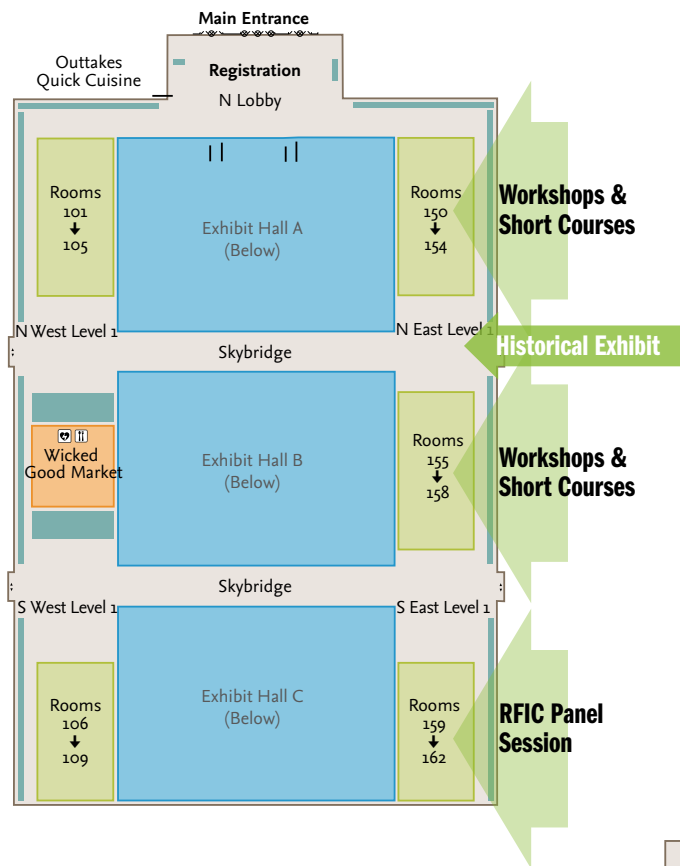 Main Entrance
Outtakes
Quick Cuisine
Registration
N Lobby
Rooms
101
105
Exhibit Hall A
(Below)
Rooms
150
154
Workshops &
Short Courses
N West Level 1
N East Level 1
Skybridge
Historical Exhibit
Wicked
Good Market
Exhibit Hall B
(Below)
Rooms
155
158
Workshops &
Short Courses
Skybridge
S West Level 1
S East Level 1
Rooms
106
109
Exhibit Hall C
(Below)
Rooms
159
162
RFIC Panel
Session